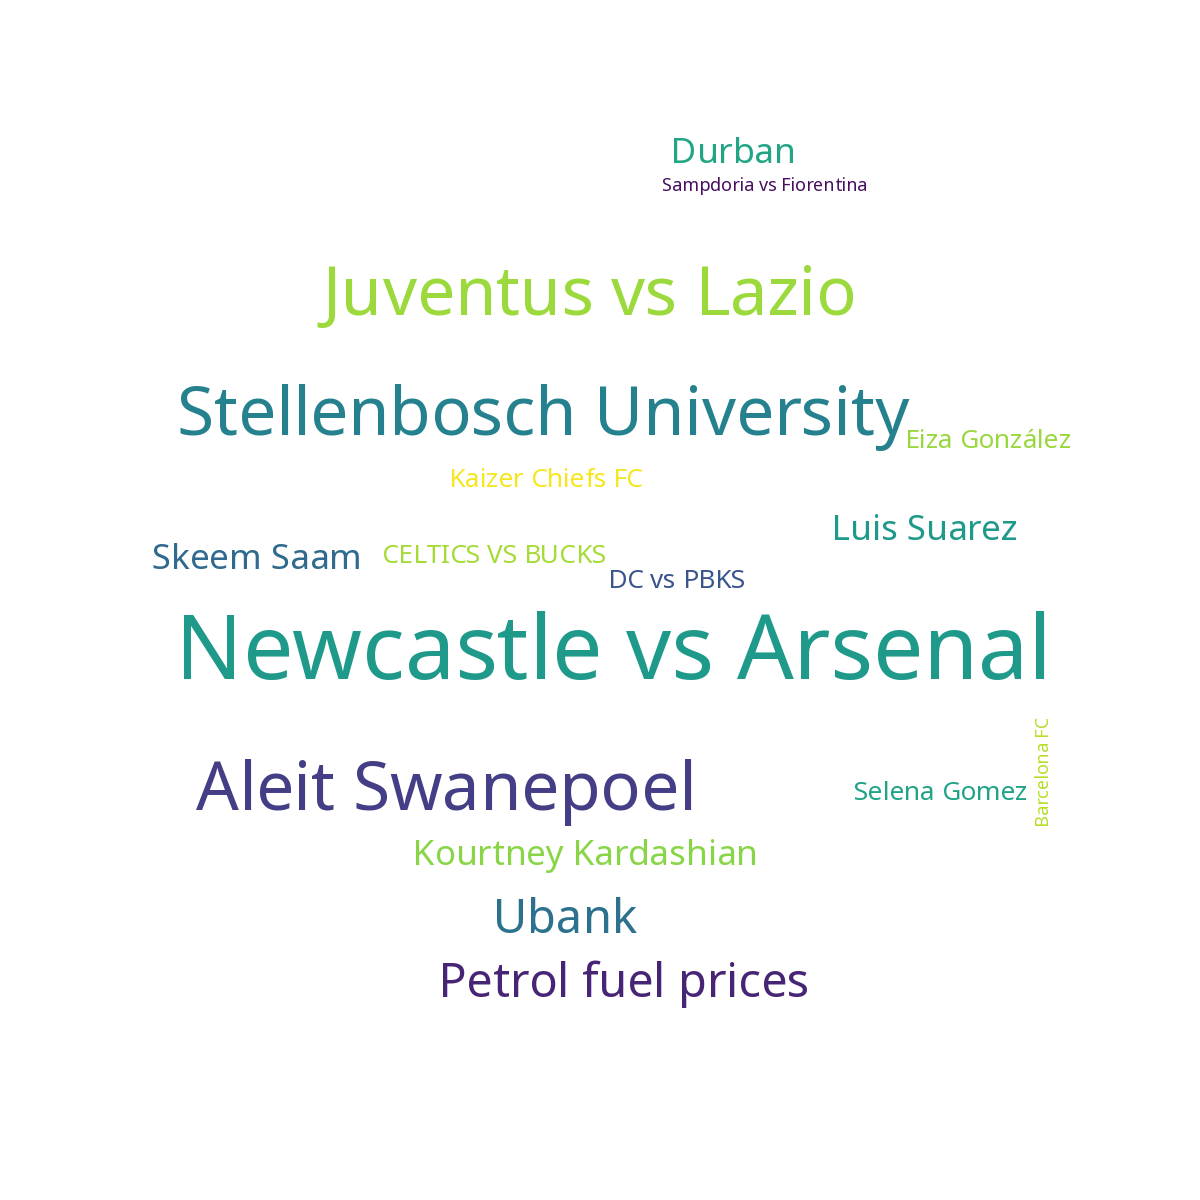 Durban
Sampdoria vs Fiorentina
Juventus vs Lazio
Stellenbosch University
Eiza González
Kaizer Chiefs FC
Luis Suarez
Skeem Saam
CELTICS VS BUCKS
DC vs PBKS
Newcastle vs Arsenal
Barcelona FC
Aleit Swanepoel
Selena Gomez
Kourtney Kardashian
Ubank
Petrol fuel prices